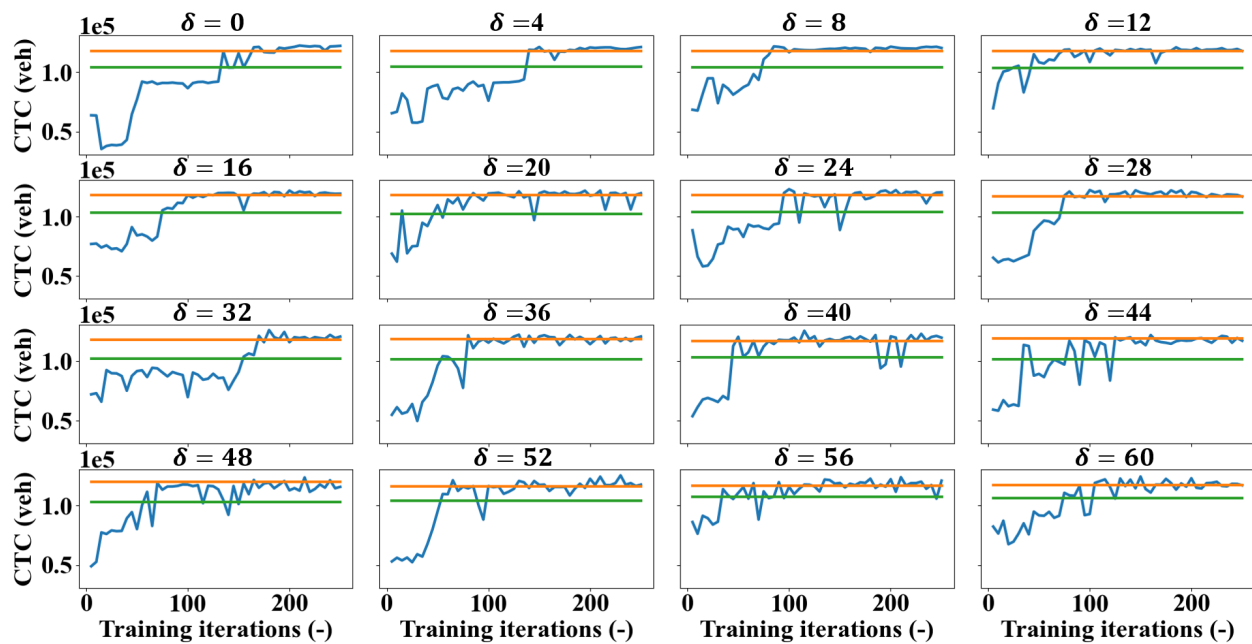 1e5
δ = 0
δ = 4
δ = 8
δ = 12
CTC (veh)
1.0
0.5
1e5
δ = 16
δ =20
δ = 24
δ =28
CTC (veh)
1.0
0.5
1e5
δ = 32
δ =36
δ =40
δ =44
CTC (veh)
1.0
0.5
1e5
δ = 48
δ = 52
δ =56
δ = 60
CTC (veh)
1.0
0.5
0 100 200
0 100 200
0 100 200
0 100 200
Training iterations (-)
Training iterations (-)
Training iterations (-)
Training iterations (-)